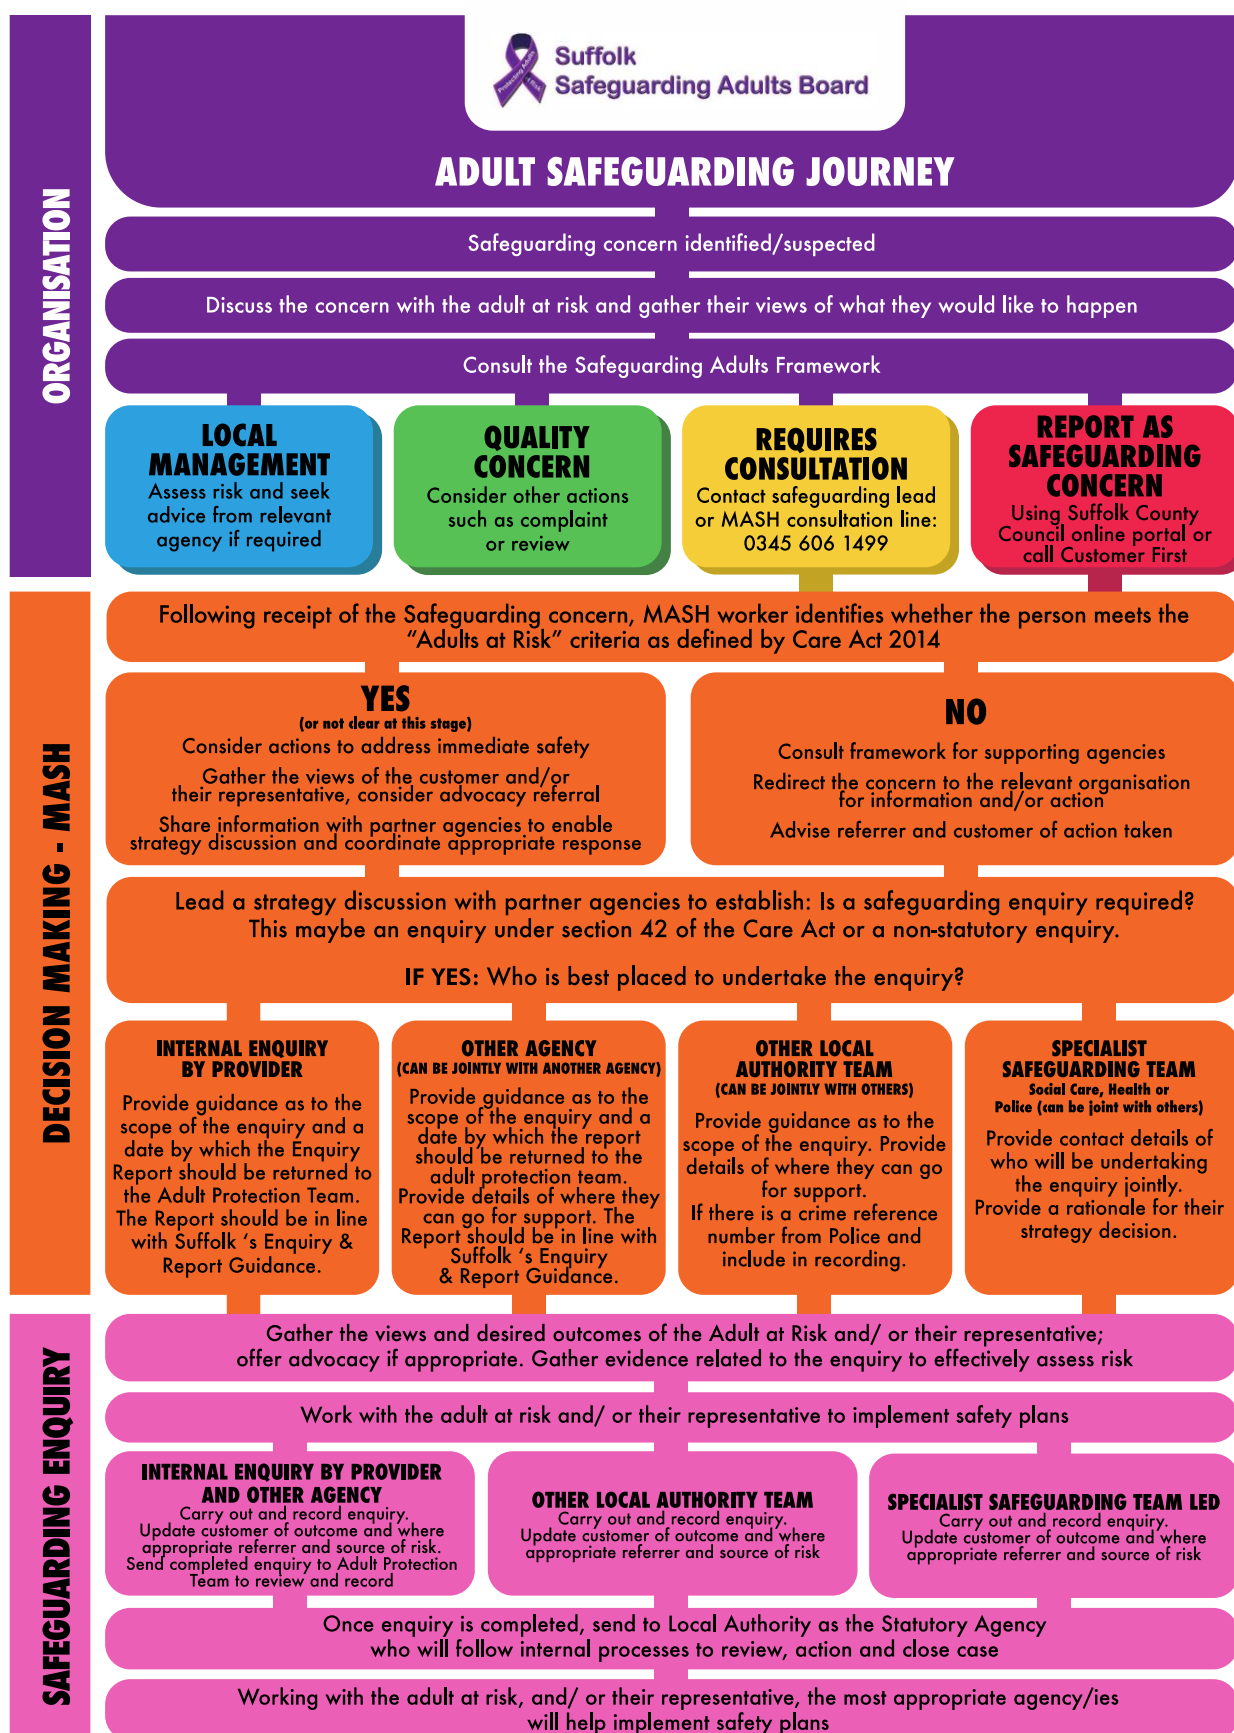 Suffolk
Safeguarding Adults Board
Protecting Adults
at Risk
ADULT SAFEGUARDING JOURNEY
ORGANISATION
Safeguarding concern identified/suspected
Discuss the concern with the adult at risk and gather their views of what they would like to happen
Consult the Safeguarding Adults Framework
LOCAL
MANAGEMENT
Assess risk and seek
advice from relevant
agency if required
QUALITY
CONCERN
Consider other actions
such as complaint
or review
REQUIRES
CONSULTATION
Contact safeguarding lead
or MASH consultation line:
0345 606 1499
REPORT AS
SAFEGUARDING
CONCERN
Using Suffolk County
Council online portal or
call Customer First
DECISION MAKING - MASH
Following receipt of the Safeguarding concern, MASH worker identifies whether the person meets the
“Adults at Risk” criteria as defined by Care Act 2014
YES
(or not clear at this stage)
Consider actions to address immediate safety
Gather the views of the customer and/or
their representative, consider advocacy referral
Share information with partner agencies to enable
strategy discussion and coordinate appropriate response
NO
Consult framework for supporting agencies
Redirect the concern to the relevant organisation
for information and/or action
Advise referrer and customer of action taken
Lead a strategy discussion with partner agencies to establish: Is a safeguarding enquiry required?
This maybe an enquiry under section 42 of the Care Act or a non-statutory enquiry.
IF YES: Who is best placed to undertake the enquiry?
INTERNAL ENQUIRY
BY PROVIDER
Provide guidance as to the
scope of the enquiry and a
date by which the Enquiry
Report should be returned to
the Adult Protection Team.
The Report should be in line
with Suffolk ‘s Enquiry &
Report Guidance.
OTHER AGENCY
(CAN BE JOINTLY WITH ANOTHER AGENCY)
Provide guidance as to the
scope of the enquiry and a
date by which the report
should be returned to the
adult protection team.
Provide details of where they
can go for support. The
Report should be in line with
Suffolk ‘s Enquiry
& Report Guidance.
OTHER LOCAL
AUTHORITY TEAM
(CAN BE JOINTLY WITH OTHERS)
Provide guidance as to the
scope of the enquiry. Provide
details of where they can go
for support.
If there is a crime reference
number from Police and
include in recording.
SPECIALIST
SAFEGUARDING TEAM
Social Care, Health or
Police (can be joint with others)
Provide contact details of
who will be undertaking
the enquiry jointly.
Provide a rationale for their
strategy decision.
SAFEGUARDING ENQUIRY
Gather the views and desired outcomes of the Adult at Risk and/ or their representative;
offer advocacy if appropriate. Gather evidence related to the enquiry to effectively assess risk
Work with the adult at risk and/ or their representative to implement safety plans
INTERNAL ENQUIRY BY PROVIDER
AND OTHER AGENCY
Carry out and record enquiry.
Update customer of outcome and where
appropriate referrer and source of risk.
Send completed enquiry to Adult Protection
Team to review and record
OTHER LOCAL AUTHORITY TEAM
Carry out and record enquiry.
Update customer of outcome and where
appropriate referrer and source of risk
SPECIALIST SAFEGUARDING TEAM LED
Carry out and record enquiry.
Update customer of outcome and where
appropriate referrer and source of risk
Once enquiry is completed, send to Local Authority as the Statutory Agency
who will follow internal processes to review, action and close case
Working with the adult at risk, and/ or their representative, the most appropriate agency/ies
will help implement safety plans